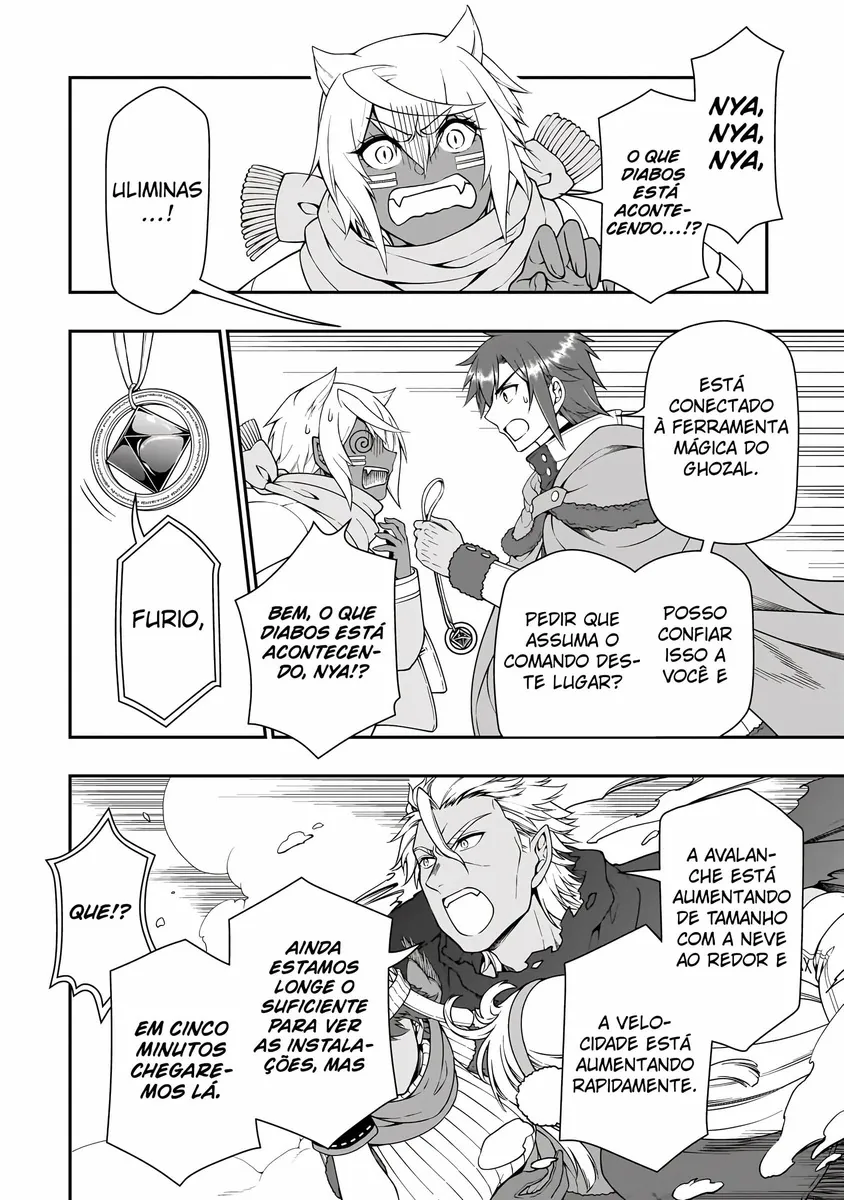 NYA,
NYA,
NYA,
O QUE
DIABOS
ESTÁ
ACONTE-
CENDO...!?
ULIMINAS
...!
ESTÁ
CONECTADO
À FERRAMENTA
MÁGICA DO
GHOZAL.
POSSO
CONFIAR
ISSO A
VOCÊ E
PEDIR QUE
ASSUMA O
COMANDO DES-
TE LUGAR?
BEM, O QUE
DIABOS ESTÁ
ACONTECEN-
DO, NYA!?
FURIO,
A AVALAN-
CHE ESTÁ
AUMENTANDO
DE TAMANHO
COM A NEVE
AO REDOR E
A VELO-
CIDADE ESTÁ
AUMENTANDO
RAPIDAMENTE.
AINDA
ESTAMOS
LONGE O
SUFICIENTE
PARA VER
AS INSTALA-
ÇÕES, MAS
EM CINCO
MINUTOS
CHEGARE-
MOS LÁ.
QUE!?